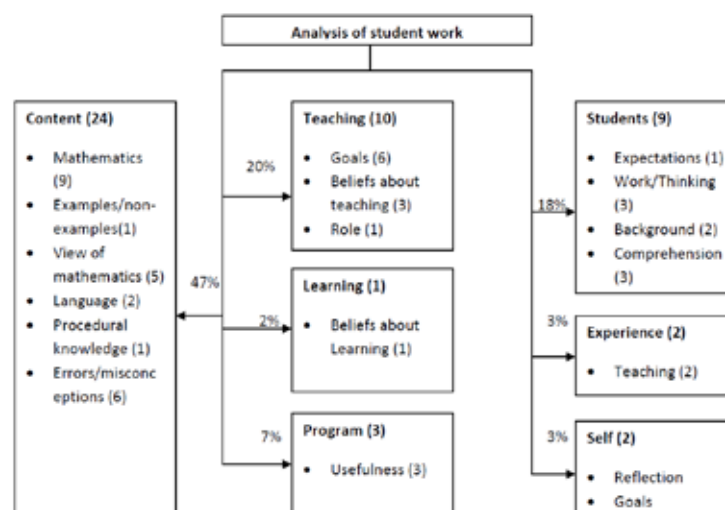 Analysis of student work
Content (24)
• Mathematics
(9)
• Examples/non-
examples(1)
• View of
mathematics (5)
• Language (2)
• Procedural
knowledge (1)
• Errors/misconc
eptions (6)
47%
20%
Teaching (10)
• Goals (6)
• Beliefs about
teaching (3)
• Role (1)
2%
Learning (1)
• Beliefs about
Learning (1)
7%
Program (3)
• Usefulness (3)
18%
Students (9)
• Expectations (1)
• Work/Thinking
(3)
• Background (2)
• Comprehension
(3)
3%
Experience (2)
• Teaching (2)
3%
Self (2)
• Reflection
• Goals